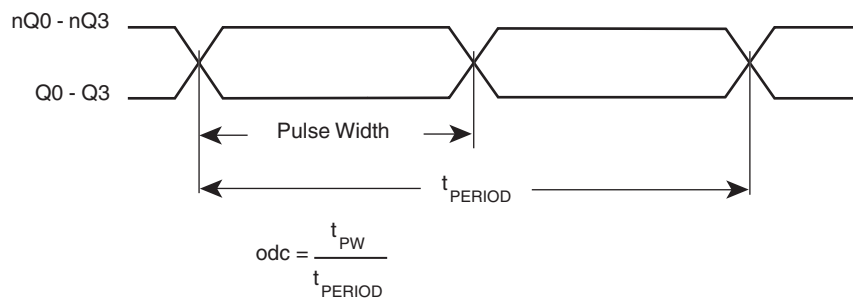 nQ0 - nQ3
Q0 - Q3
Pulse Width
tPERIOD
odc = tPW
tPERIOD